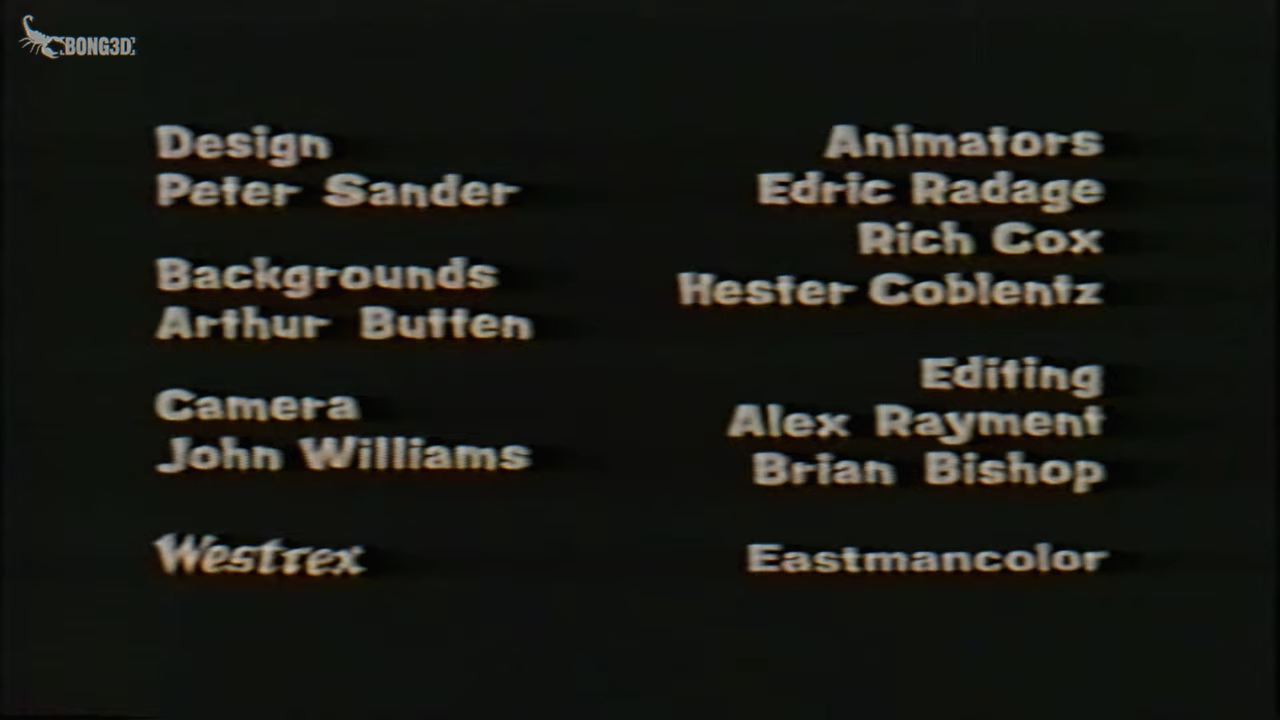 BONG3D
Design
Peter Sander
Backgrounds
Arthur Butten
Camera
John Williams
Westrex
Animators
Edric Radage
Rich Cox
Hester Coblentz
Editing
Alex Rayment
Brian Bishop
Eastmancolor